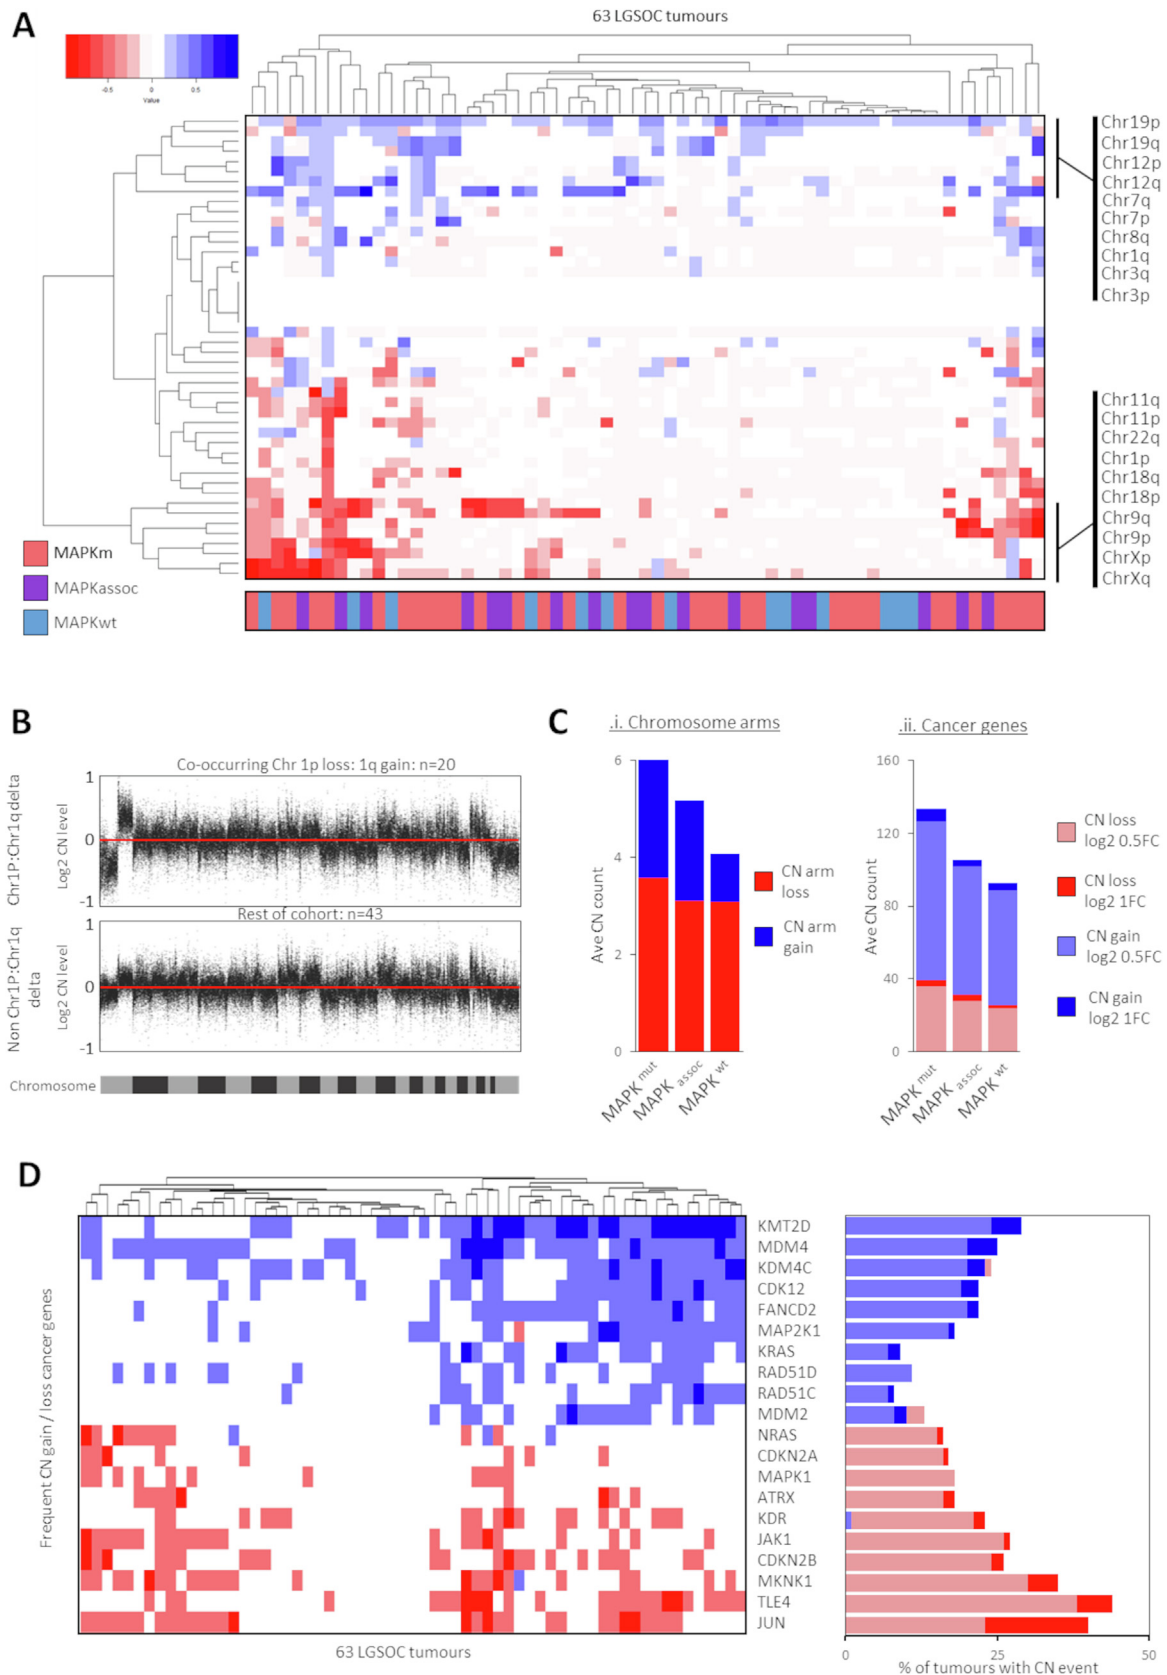 A
63 LGSOC tumours
-0.5 0 0.5
Value
Chr19p
Chr19q
Chr12p
Chr12q
Chr7q
Chr7p
Chr8q
Chr1q
Chr3q
Chr3p
Chr11q
Chr11p
Chr22q
Chr1p
Chr18q
Chr18p
Chr9q
Chr9p
ChrXp
ChrXq
MAPKm
MAPKassoc
MAPKwt
B
Co-occurring Chr 1p loss: 1q gain: n=20
Chr1P:Chr1q delta
Log2 CN level
1
0
-1
Rest of cohort: n=43
Non Chr1P:Chr1q
delta
Log2 CN level
1
0
-1
Chromosome
C
.i. Chromosome arms
Ave CN count
6
4
2
0
MAPK mut
MAPK assoc
MAPK wt
CN arm
loss
CN arm
gain
.ii. Cancer genes
Ave CN count
160
120
80
40
0
MAPK mut
MAPK assoc
MAPK wt
CN loss
log2 0.5FC
CN loss
log2 1FC
CN gain
log2 0.5FC
CN gain
log2 1FC
D
Frequent CN gain / loss cancer genes
KMT2D
MDM4
KDM4C
CDK12
FANCD2
MAP2K1
KRAS
RAD51D
RAD51C
MDM2
NRAS
CDKN2A
MAPK1
ATRX
KDR
JAK1
CDKN2B
MKNK1
TLE4
JUN
63 LGSOC tumours
0 25 50
% of tumours with CN event